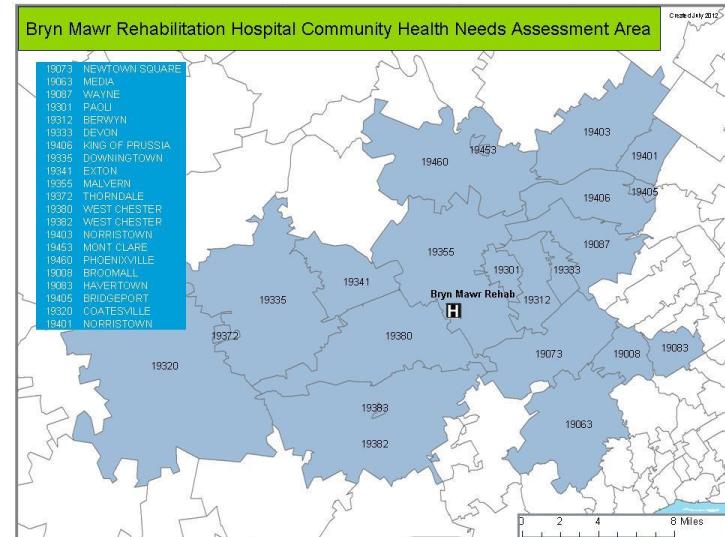 Created July 2012
Bryn Mawr Rehabilitation Hospital Community Health Needs Assessment Area
19073 NEWTOWN SQUARE
19063 MEDIA
19087 WAYNE
19301 PAOLI
19312 BERWYN
19333 DEVON
19406 KING OF PRUSSIA
19335 DOWNINGTOWN
19341 EXTON
19355 MALVERN
19372 THORNDALE
19380 WEST CHESTER
19382 WEST CHESTER
19403 NORRISTOWN
19453 MONT CLARE
19460 PHOENIXVILLE
19008 BROOMALL
19083 HAVERTOWN
19405 BRIDGEPORT
19320 COATESVILLE
19401 NORRISTOWN
19403
19453
19401
19460
19405
19406
19087
19355
19301
19333
19341
Bryn Mawr Rehab
19335
19312
H
19372
19380
19083
19073
19008
19320
19383
19063
19382
0 2 4 8 Miles